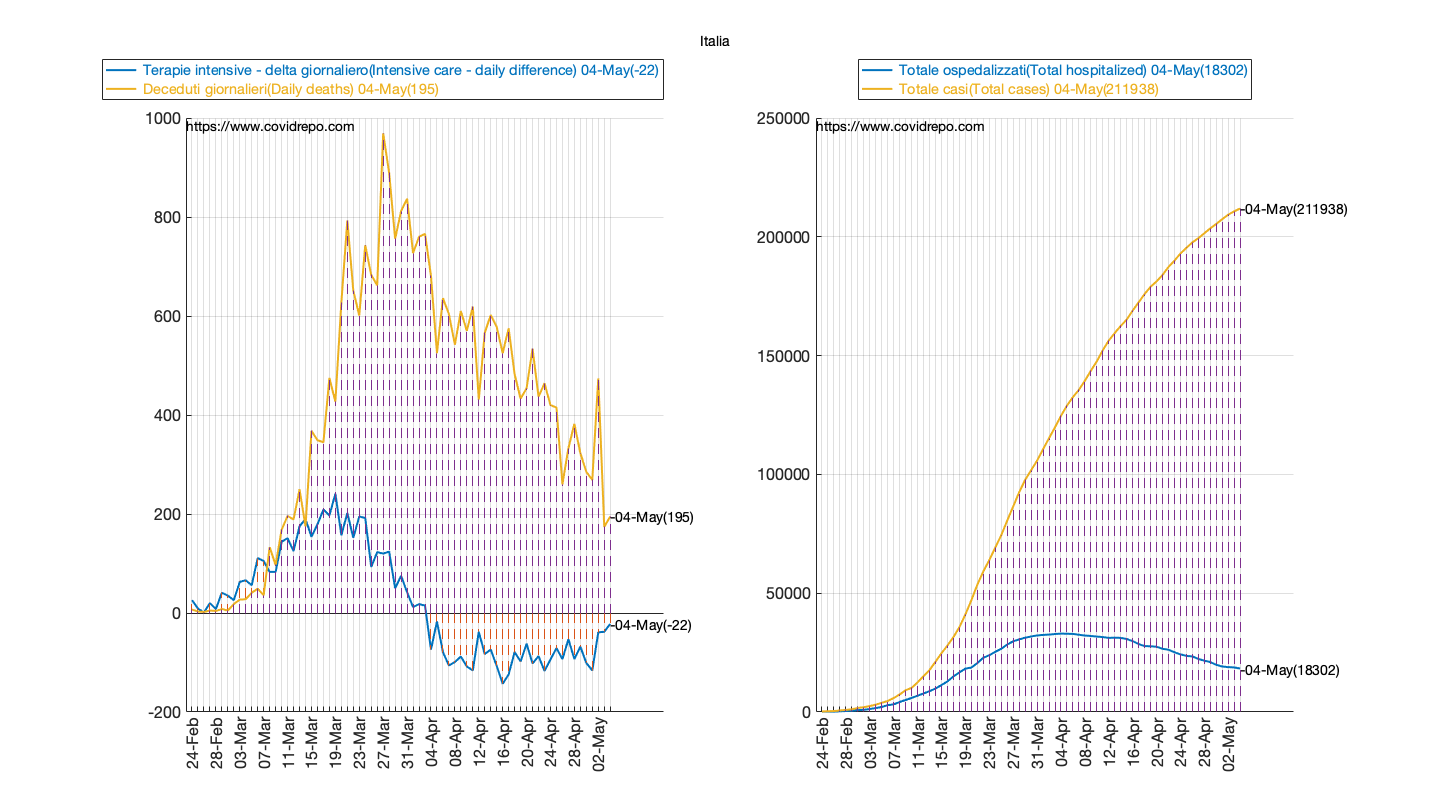 Italia
Terapie intensive - delta giornaliero(Intensive care - daily difference) 04-May(-22)
Deceduti giornalieri(Daily deaths) 04-May(195)
1000
800
600
400
200
0
-200
https://www.covidrepo.com
04-May(195)
04-May(-22)
24-Feb
28-Feb
03-Mar
07-Mar
11-Mar
15-Mar
19-Mar
23-Mar
27-Mar
31-Mar
04-Apr
08-Apr
12-Apr
16-Apr
20-Apr
24-Apr
28-Apr
02-May
Totale ospedalizzati(Total hospitalized) 04-May(18302)
Totale casi(Total cases) 04-May(211938)
250000
200000
150000
100000
50000
0
https://www.covidrepo.com
04-May(211938)
04-May(18302)
24-Feb
28-Feb
03-Mar
07-Mar
11-Mar
15-Mar
19-Mar
23-Mar
27-Mar
31-Mar
04-Apr
08-Apr
12-Apr
16-Apr
20-Apr
24-Apr
28-Apr
02-May